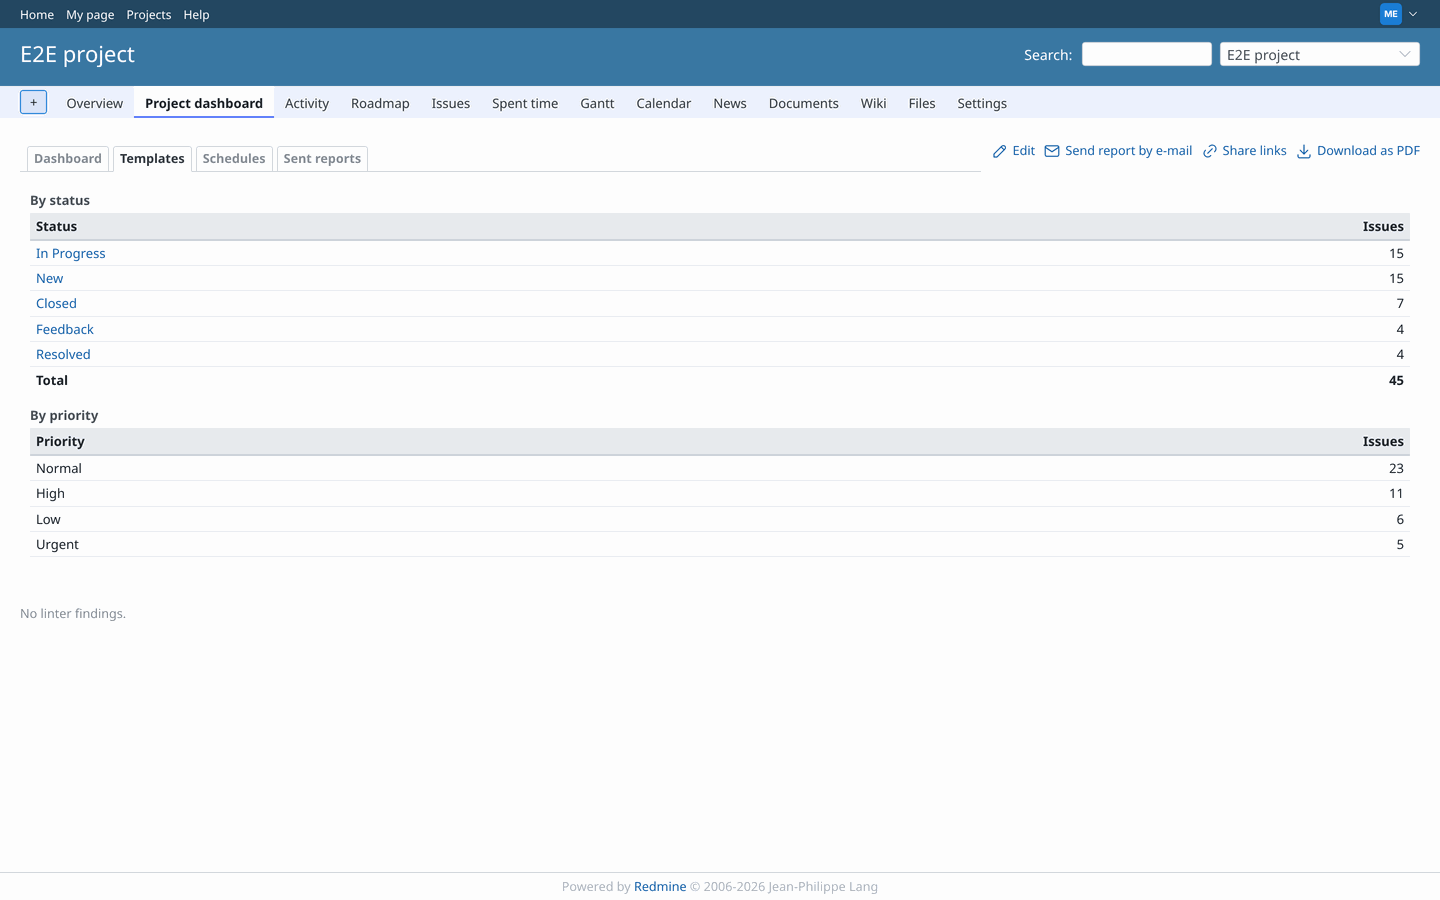 Home My page Projects Help ME
E2E project Search: E2E project
+ Overview Project dashboard Activity Roadmap Issues Spent time Gantt Calendar News Documents Wiki Files Settings
Dashboard Templates Schedules Sent reports Edit Send report by e-mail Share links Download as PDF
By status
Status Issues
In Progress 15
New 15
Closed 7
Feedback 4
Resolved 4
Total 45
By priority
Priority Issues
Normal 23
High 11
Low 6
Urgent 5
No linter findings.
Powered by Redmine © 2006-2026 Jean-Philippe Lang